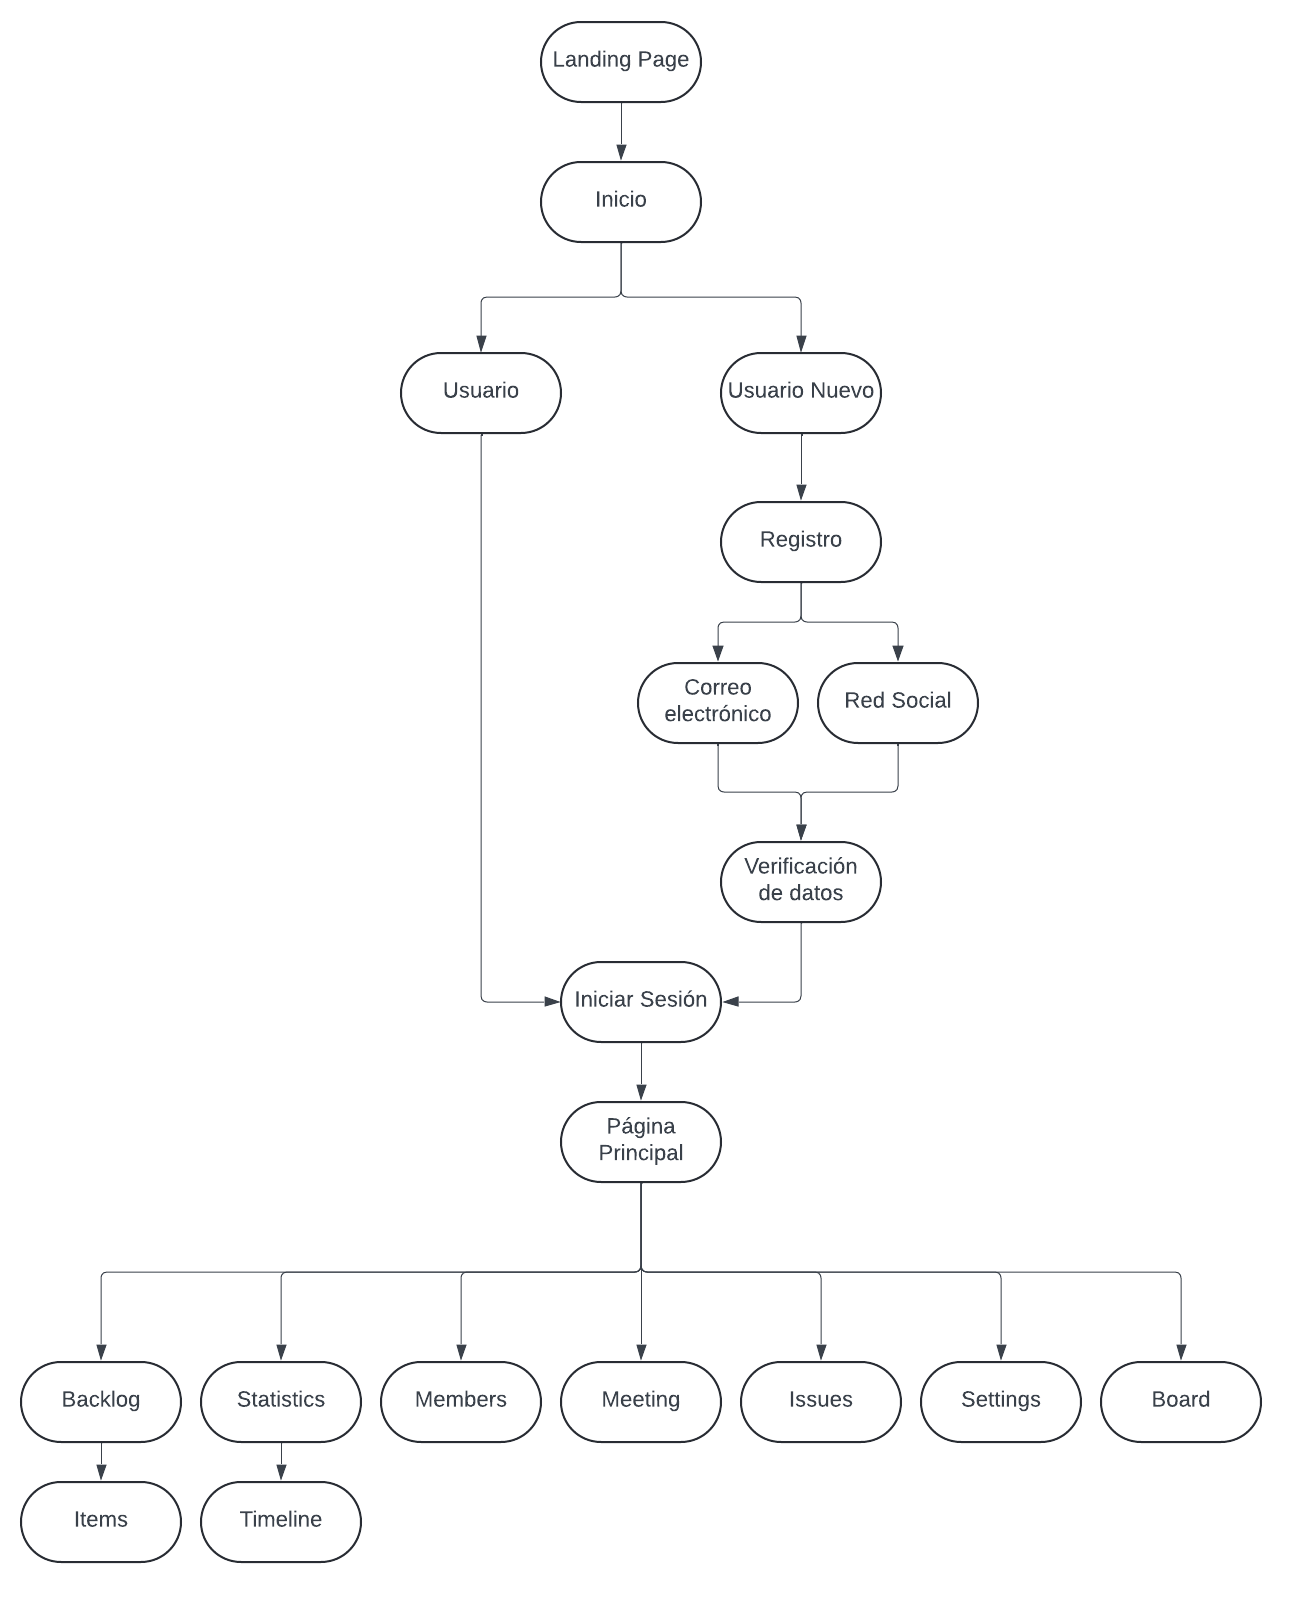 Landing Page
Inicio
Usuario
Usuario Nuevo
Registro
Correo
electrónico
Red Social
Verificación
de datos
Iniciar Sesión
Página
Principal
Backlog
Statistics
Members
Meeting
Issues
Settings
Board
Items
Timeline